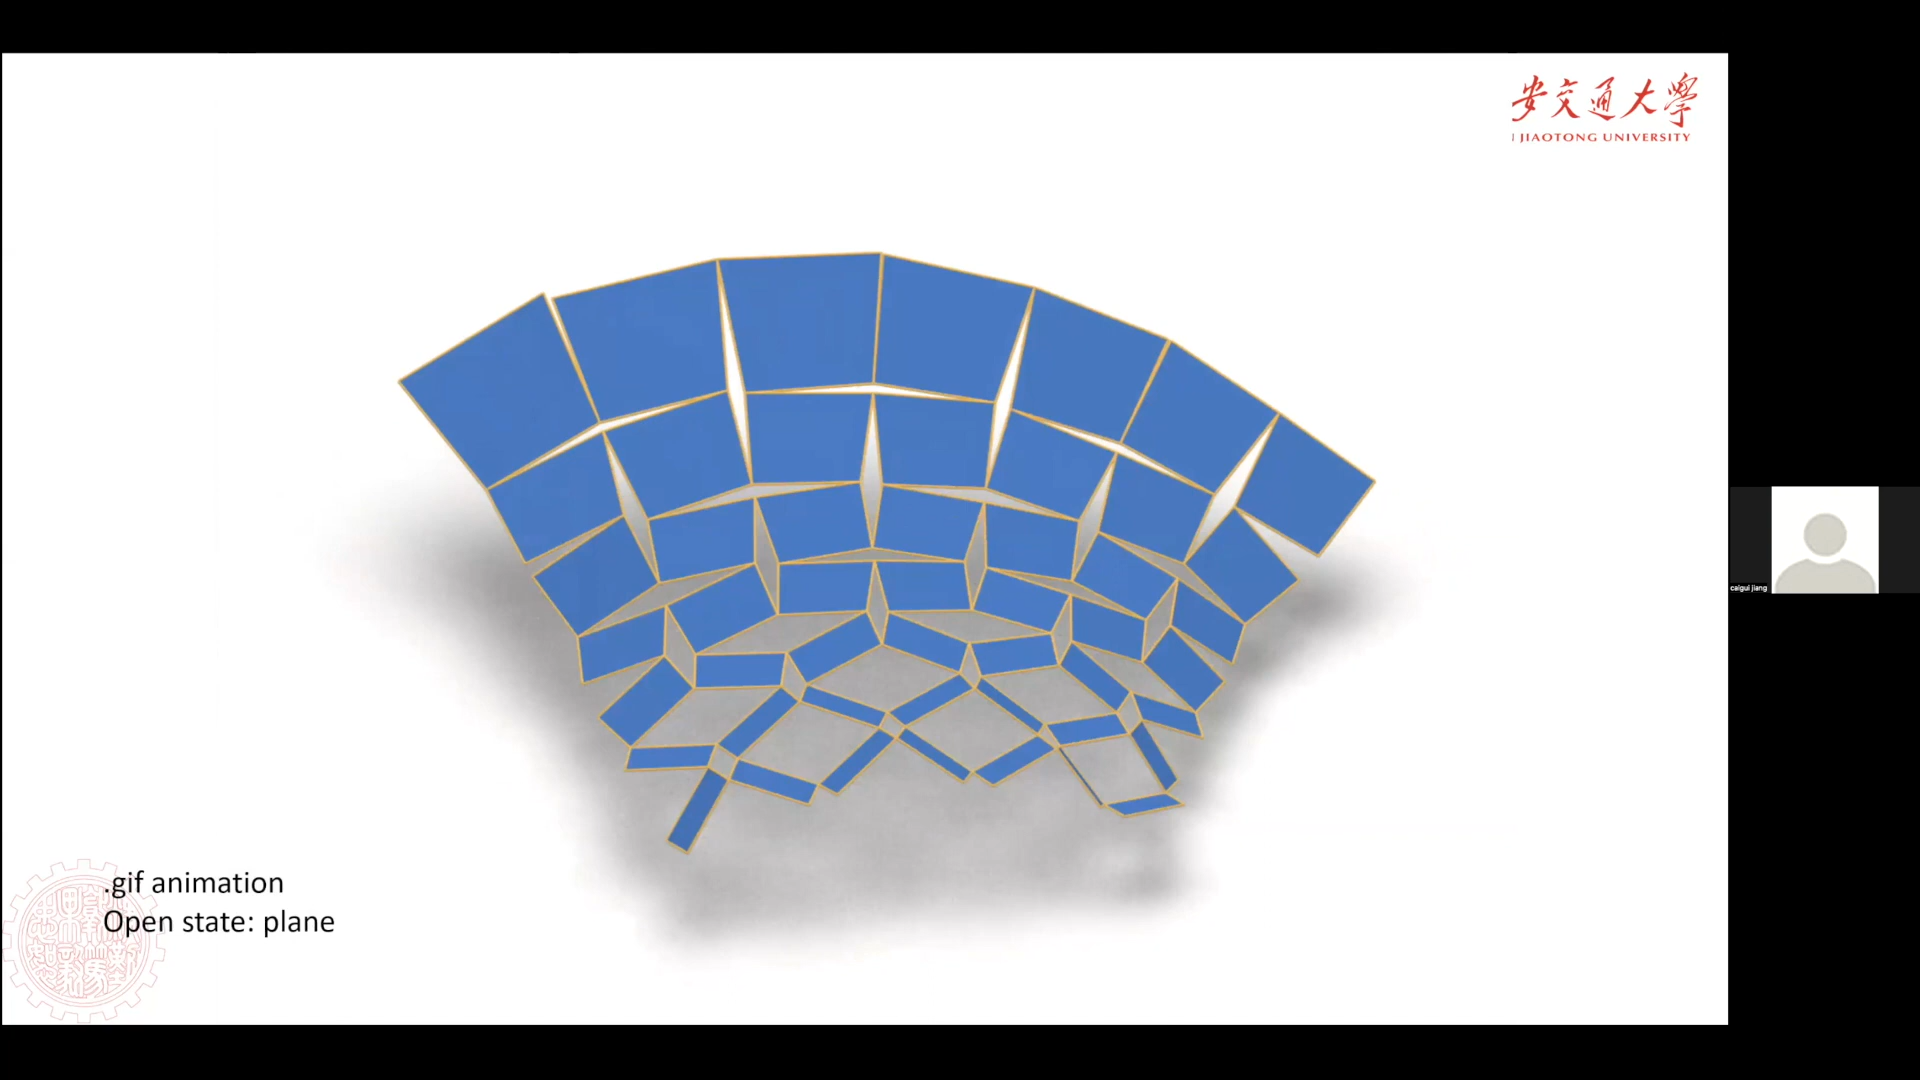 安交通大學
JIAOTONG UNIVERSITY
caigui jiang
.gif animation
Open state: plane